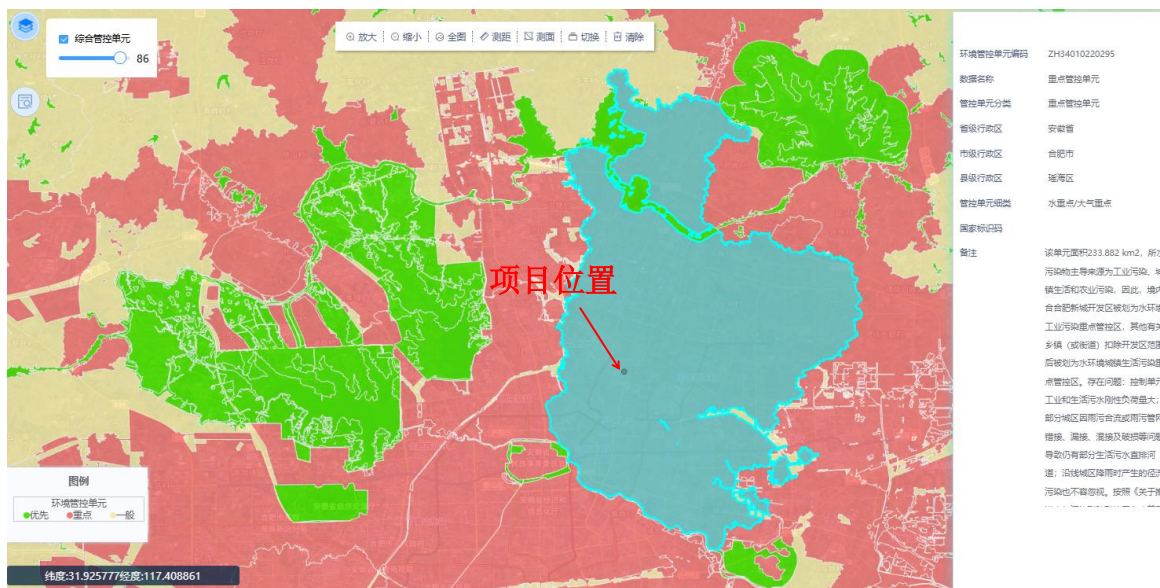 综合管控单元
86
放大
缩小
全图
测距
测面
切换
清除
项目位置
图例
环境管控单元
优先 重点 一般
纬度:31.925777经度:117.408861
环境管控单元编码 ZH34010220295
数据名称 重点管控单元
管控单元分类 重点管控单元
省级行政区 安徽省
市级行政区 合肥市
县级行政区 瑶海区
管控单元细类 水重点/大气重点
国家标识码
备注 该单元面积233.882 km2，所水
污染物主导来源为工业污染、城
镇生活和农业污染，因此，境内
合合肥新城开发区被划为水环境
工业污染重点管控区，其他有关
乡镇（或街道）扣除开发区范围
后被划为水环境城镇生活污染重
点管控区。存在问题：控制单元
工业和生活污水刚性负荷量大；
部分城区因雨污合流或雨污管网
错接、漏接、混接及破损等问题
导致仍有部分生活污水直排河
道；沿线城区降雨时产生的径流
污染也不容忽视。按照《关于推